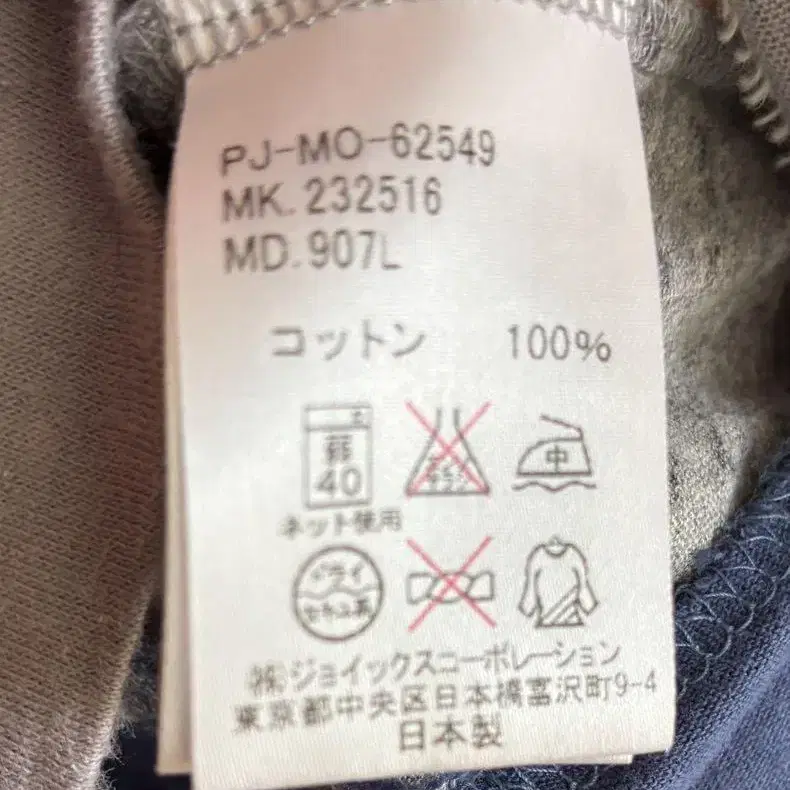 PJ-MO-62549
MK.232516
MD.907L
コットン 100%
弱 40
中
ネット使用
ドライ
セキユ系
㈱ジョイックスコーポレーション
東京都中央区日本橋富沢町9-4
日本製